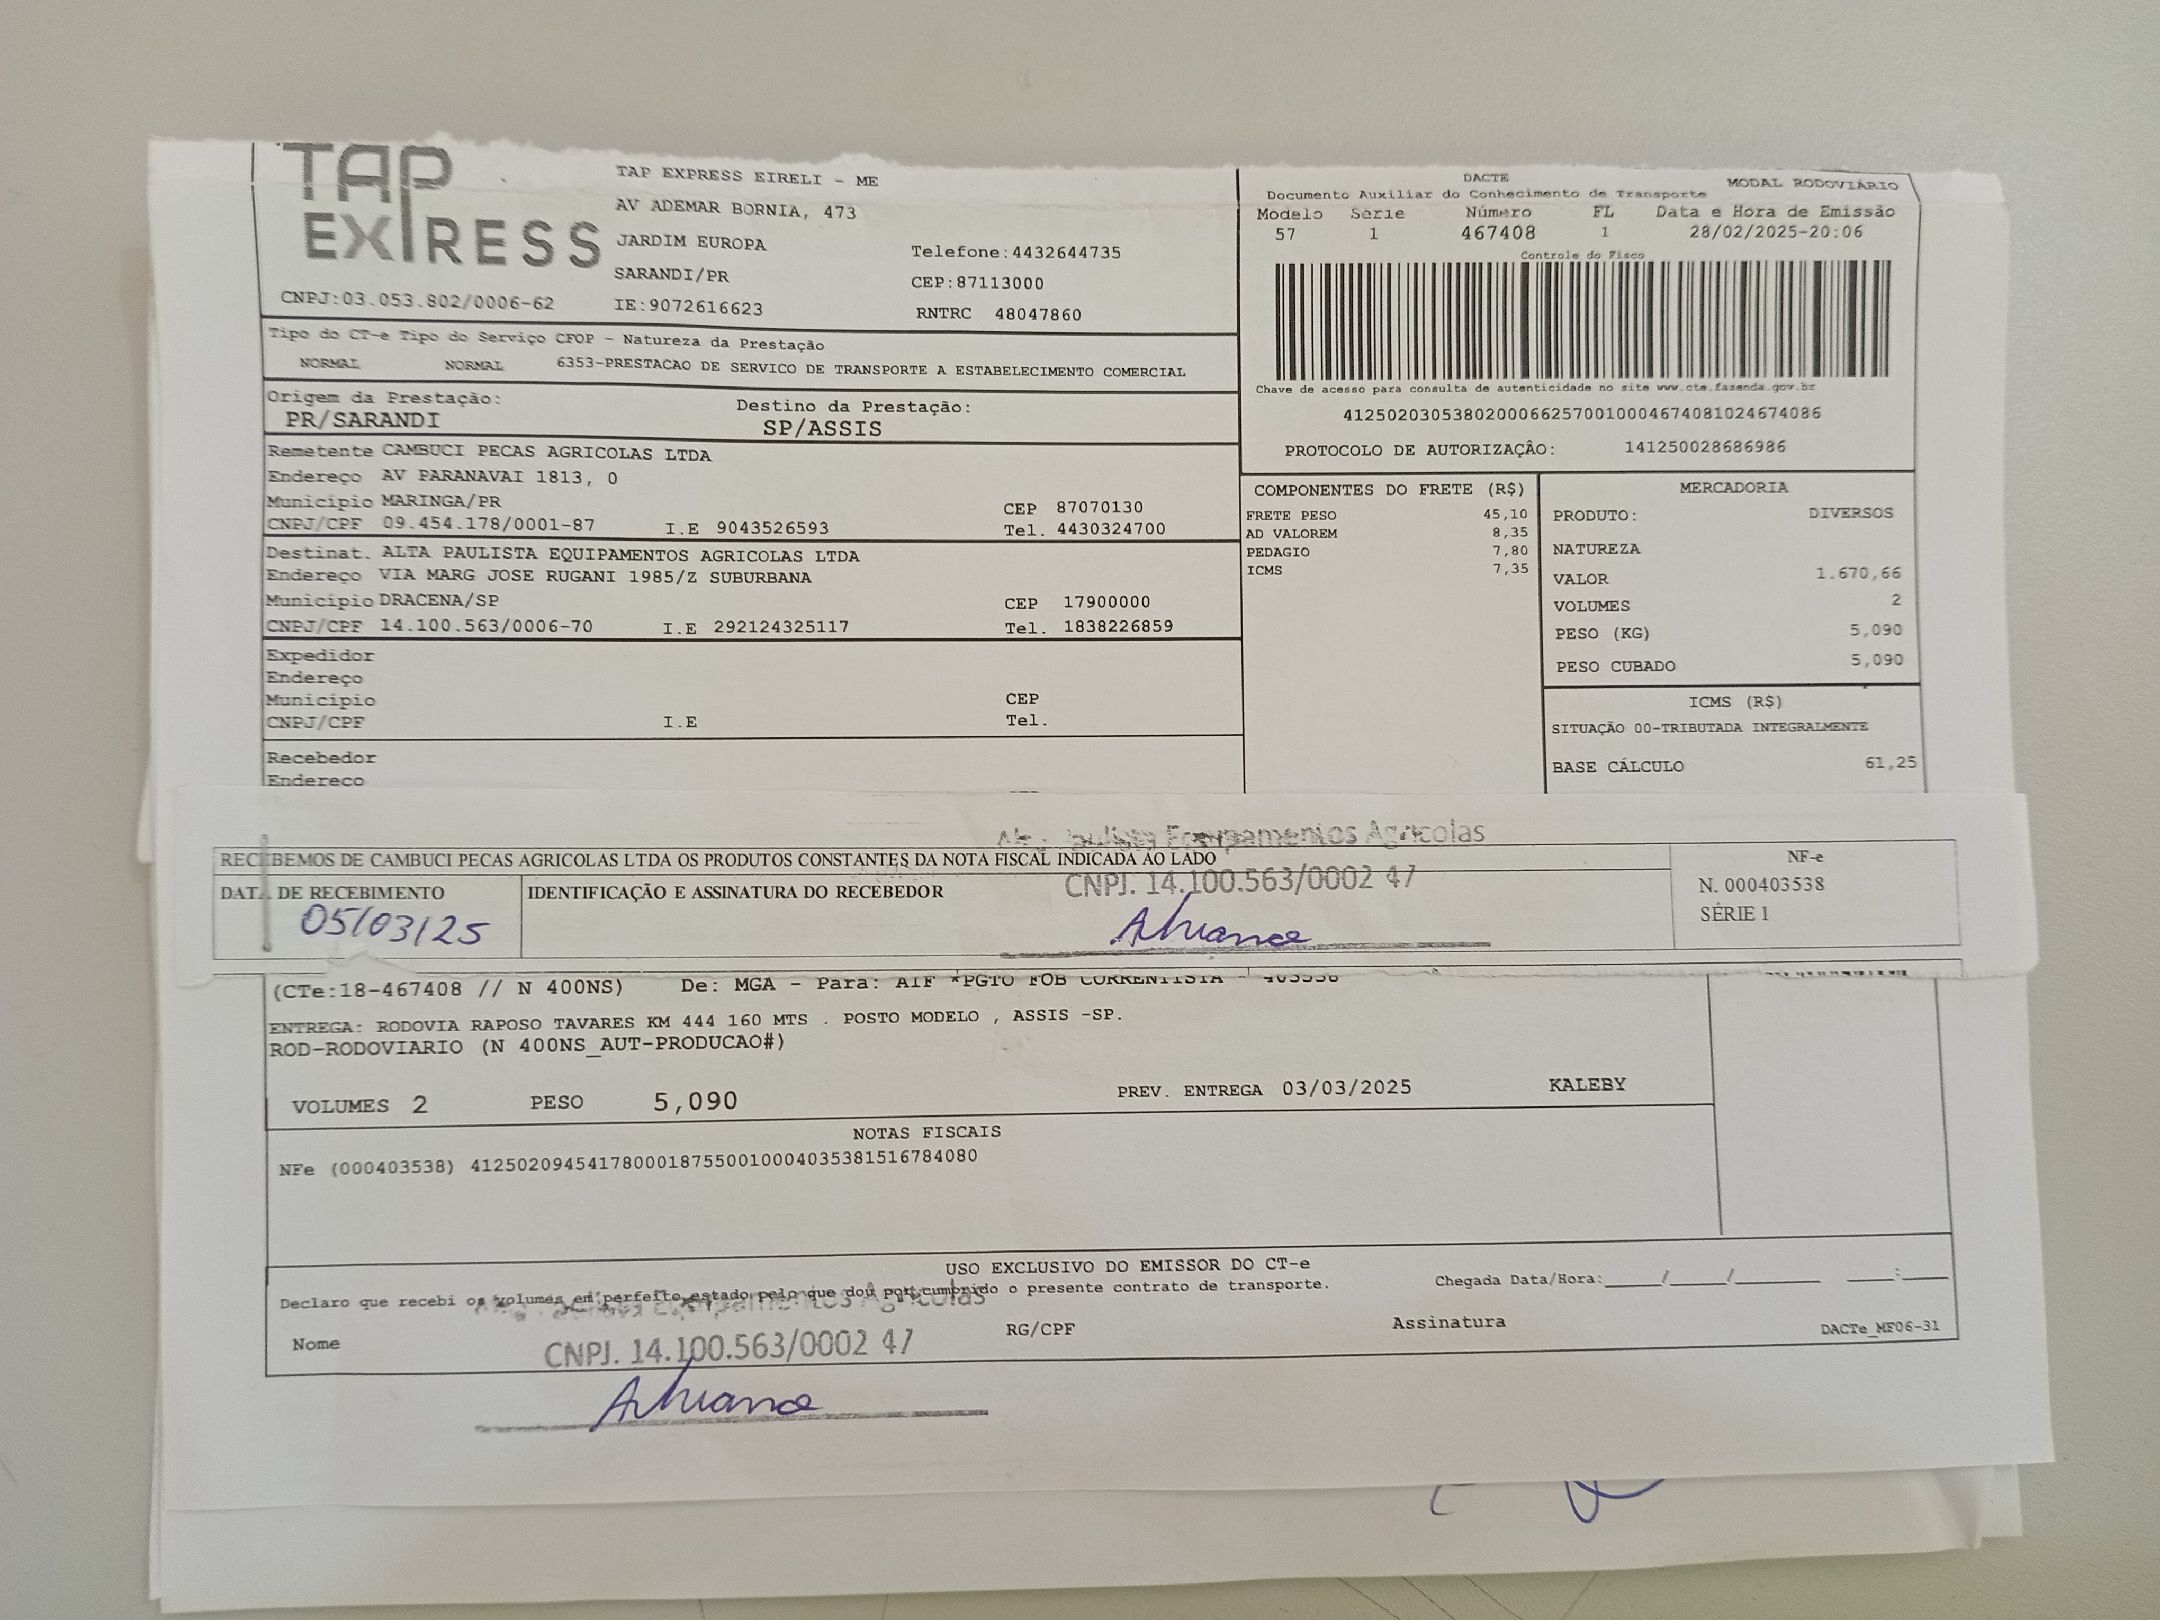 TAP EXPRESS
TAP EXPRESS EIRELI - ME
AV ADEMAR BORNIA, 473
JARDIM EUROPA
Telefone:4432644735
SARANDI/PR
CEP:87113000
CNPJ:03.053.802/0006-62
IE:9072616623
RNTRC 48047860
DACTE
MODAL RODOVIÁRIO
Documento Auxiliar do Conhecimento de Transporte
Modelo Série Número FL Data e Hora de Emissão
57 1 467408 1 28/02/2025-20:06
Controle do Fisco
Chave de acesso para consulta de autenticidade no site www.cte.fazenda.gov.br
41250203053802000662570010004674081024674086
PROTOCOLO DE AUTORIZAÇÃO: 141250028686986
Tipo do CT-e Tipo do Serviço CFOP - Natureza da Prestação
NORMAL NORMAL 6353-PRESTACAO DE SERVICO DE TRANSPORTE A ESTABELECIMENTO COMERCIAL
Origem da Prestação: Destino da Prestação:
PR/SARANDI SP/ASSIS
Remetente CAMBUCI PECAS AGRICOLAS LTDA
Endereço AV PARANAVAI 1813, 0
Município MARINGA/PR CEP 87070130
CNPJ/CPF 09.454.178/0001-87 I.E 9043526593 Tel. 4430324700
Destinat. ALTA PAULISTA EQUIPAMENTOS AGRICOLAS LTDA
Endereço VIA MARG JOSE RUGANI 1985/Z SUBURBANA
Município DRACENA/SP CEP 17900000
CNPJ/CPF 14.100.563/0006-70 I.E 292124325117 Tel. 1838226859
Expedidor
Endereço
Município CEP
CNPJ/CPF I.E Tel.
Recebedor
Endereço
COMPONENTES DO FRETE (R$)
FRETE PESO 45,10
AD VALOREM 8,35
PEDAGIO 7,80
ICMS 7,35
MERCADORIA
PRODUTO: DIVERSOS
NATUREZA
VALOR 1.670,66
VOLUMES 2
PESO (KG) 5,090
PESO CUBADO 5,090
ICMS (R$)
SITUAÇÃO 00-TRIBUTADA INTEGRALMENTE
BASE CÁLCULO 61,25
Paulista Equipamentos Agricolas
RECEBEMOS DE CAMBUCI PECAS AGRICOLAS LTDA OS PRODUTOS CONSTANTES DA NOTA FISCAL INDICADA AO LADO
CNPJ. 14.100.563/0002 47
DATA DE RECEBIMENTO
IDENTIFICAÇÃO E ASSINATURA DO RECEBEDOR
05/03/25
NF-e
N. 000403538
SÉRIE 1
(CTe:18-467408 // N 400NS) De: MGA - Para: AIF *PGTO FOB CORRENTISTA - 403538
ENTREGA: RODOVIA RAPOSO TAVARES KM 444 160 MTS . POSTO MODELO , ASSIS -SP.
ROD-RODOVIARIO (N 400NS_AUT-PRODUCAO#)
VOLUMES 2 PESO 5,090 PREV. ENTREGA 03/03/2025 KALEBY
NOTAS FISCAIS
NFe (000403538) 41250209454178000187550010004035381516784080
USO EXCLUSIVO DO EMISSOR DO CT-e
Declaro que recebi os volumes em perfeito estado pelo que dou por cumprido o presente contrato de transporte.
Chegada Data/Hora:____/____/______ ___:___
Equipamentos Agricolas
Nome
CNPJ. 14.100.563/0002 47
RG/CPF
Assinatura
DACTe_MF06-31